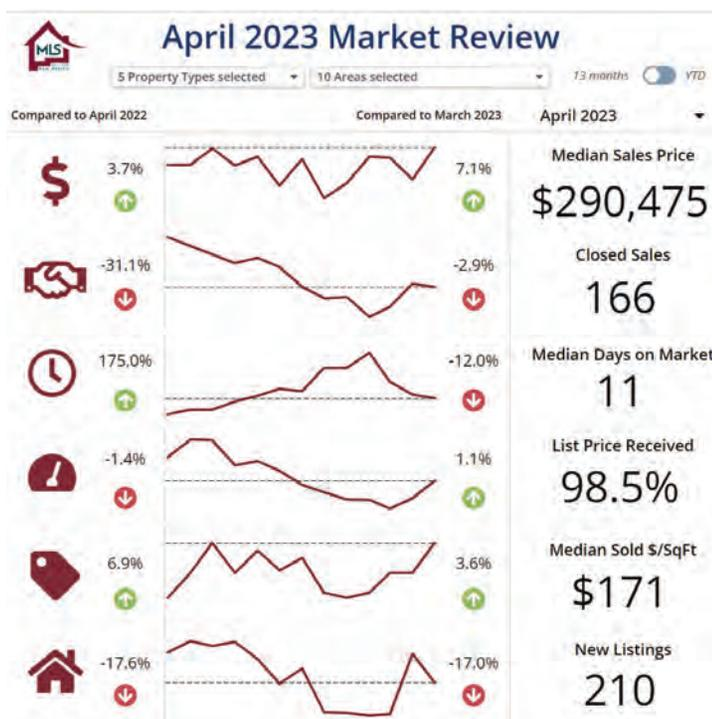 MLS
April 2023 Market Review
5 Property Types selected
10 Areas selected
13 months
YTD
Compared to April 2022
Compared to March 2023
April 2023
3.7%
7.1%
Median Sales Price
$290,475
-31.1%
-2.9%
Closed Sales
166
175.0%
-12.0%
Median Days on Market
11
-1.4%
1.1%
List Price Received
98.5%
6.9%
3.6%
Median Sold $/SqFt
$171
-17.6%
-17.0%
New Listings
210